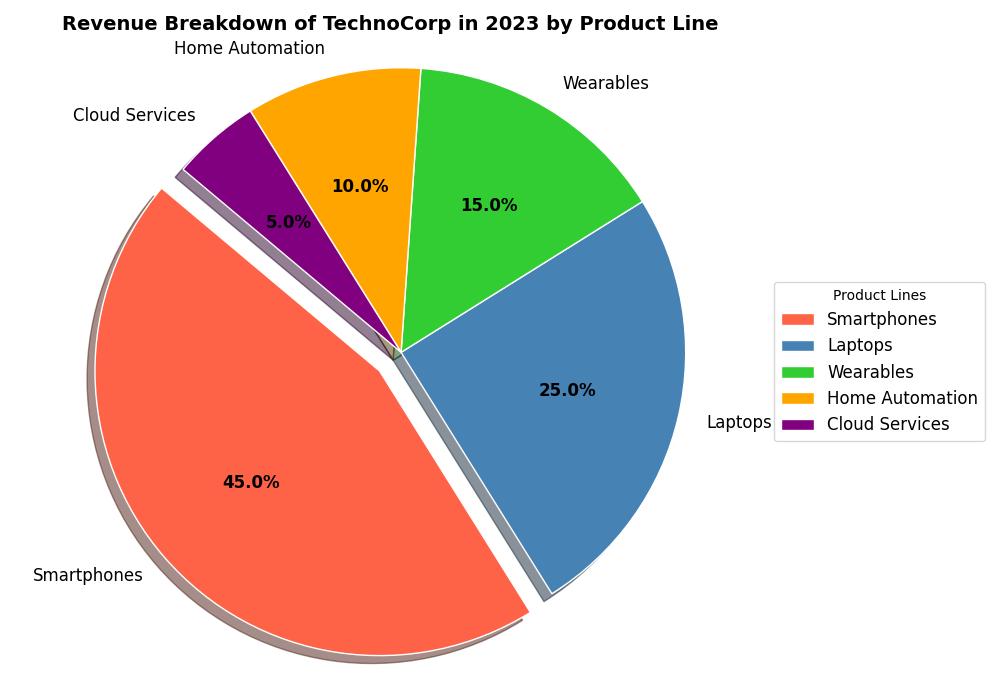 Revenue Breakdown of TechnoCorp in 2023 by Product Line
Home Automation
Wearables
Cloud Services
10.0%
15.0%
5.0%
Product Lines
Smartphones
Laptops
Wearables
Home Automation
Cloud Services
25.0%
Laptops
45.0%
Smartphones